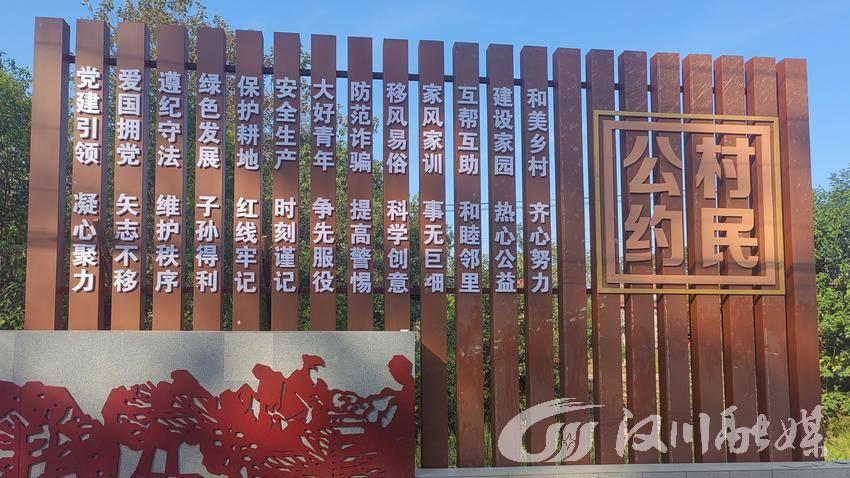 村民公约
党建引领 凝心聚力
爱国拥党 矢志不移
遵纪守法 维护秩序
绿色发展 子孙得利
保护耕地 红线牢记
安全生产 时刻谨记
大好青年 争先服役
防范诈骗 提高警惕
移风易俗 科学创意
家风家训 事无巨细
互帮互助 和睦邻里
建设家园 热心公益
和美乡村 齐心努力
汉川融媒